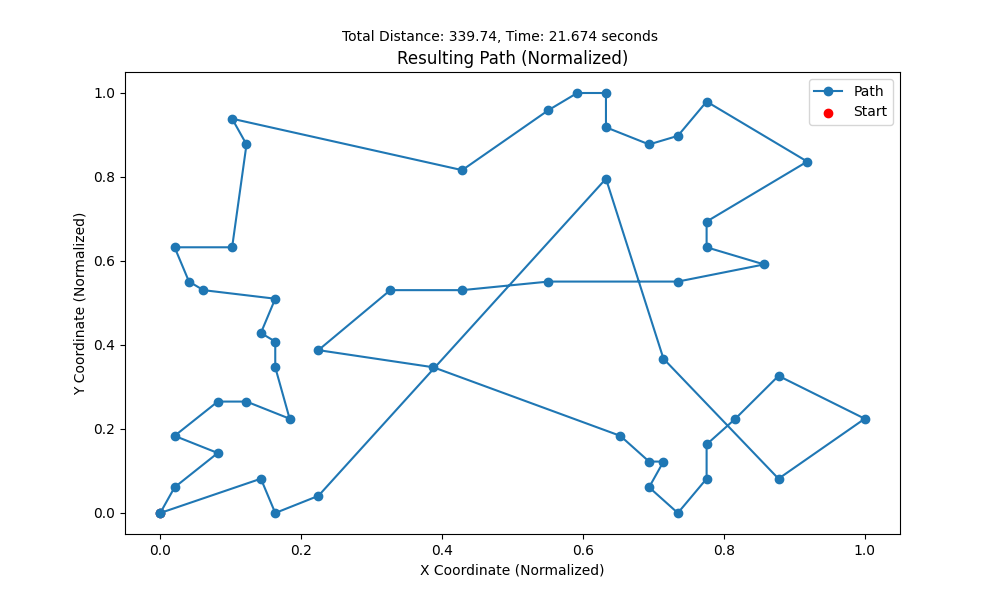 Total Distance: 339.74, Time: 21.674 seconds
Resulting Path (Normalized)
Path
Start
1.0
0.8
0.6
0.4
0.2
0.0
Y Coordinate (Normalized)
0.0 0.2 0.4 0.6 0.8 1.0
X Coordinate (Normalized)